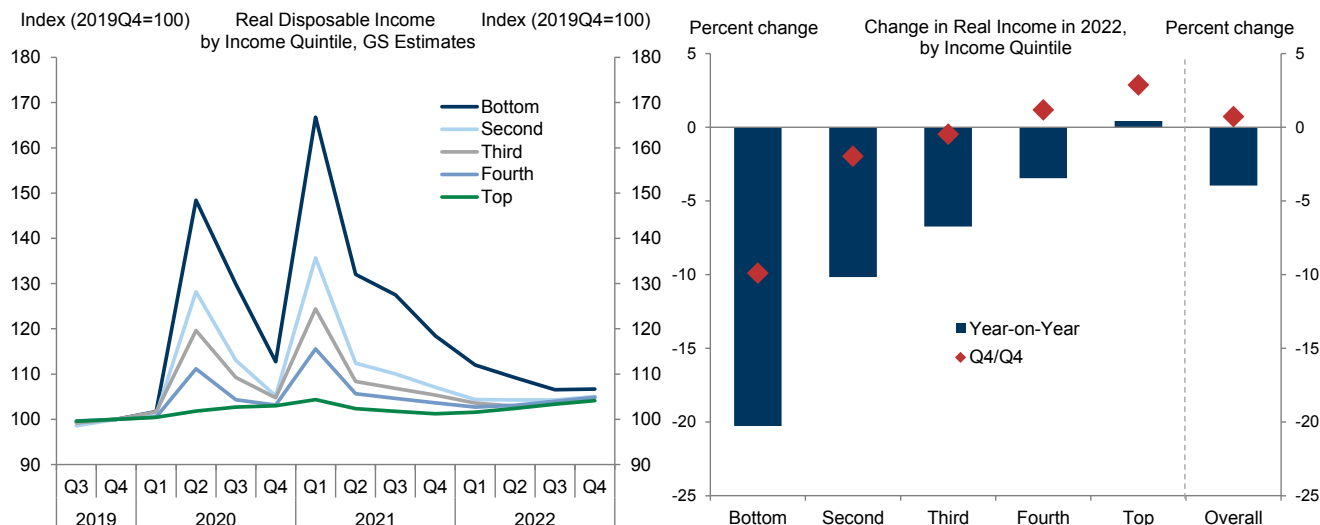 Index (2019Q4=100)
Real Disposable Income
by Income Quintile, GS Estimates
Index (2019Q4=100)
180
170
160
150
140
130
120
110
100
90
Bottom
Second
Third
Fourth
Top
180
170
160
150
140
130
120
110
100
90
Q3 Q4 Q1 Q2 Q3 Q4 Q1 Q2 Q3 Q4 Q1 Q2 Q3 Q4
2019 2020 2021 2022
Percent change
Change in Real Income in 2022,
by Income Quintile
Percent change
5
0
-5
-10
-15
-20
-25
Year-on-Year
Q4/Q4
5
0
-5
-10
-15
-20
-25
Bottom Second Third Fourth Top Overall